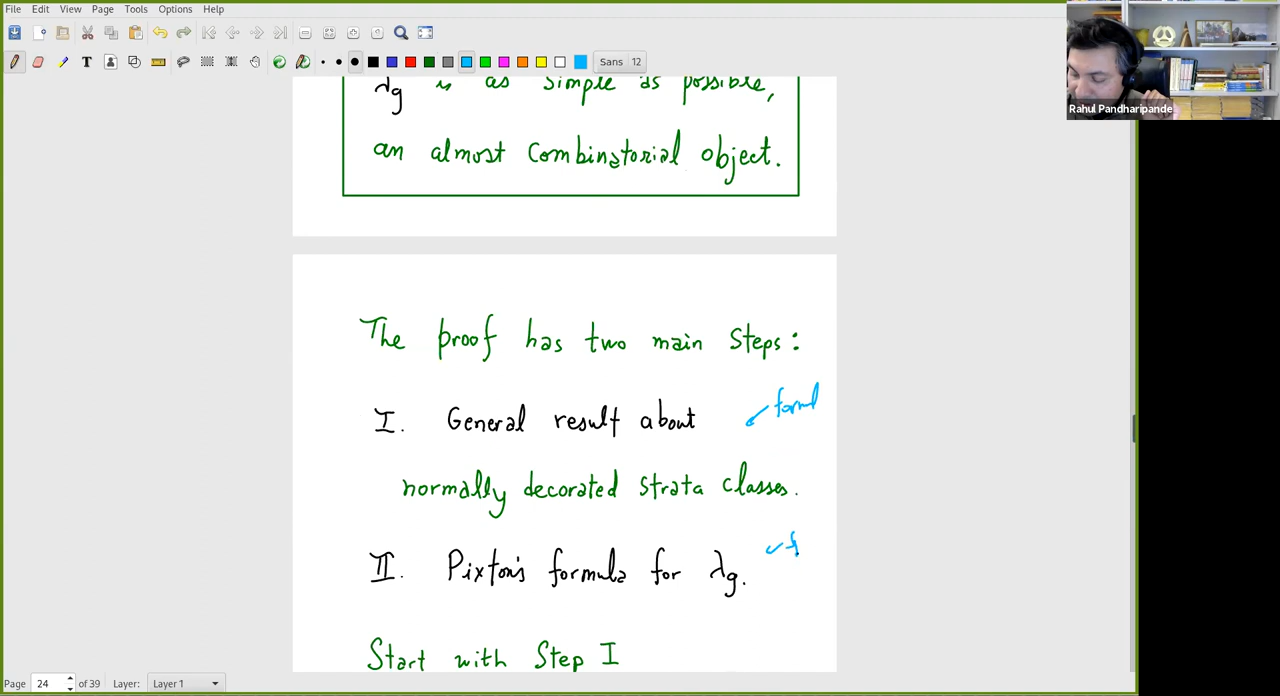 File Edit View Page Tools Options Help
Sans 12
Rahul Pandharipande
λg is as simple as possible,
an almost combinatorial object.
The proof has two main steps:
I. General result about
forml
normally decorated strata classes.
II. Pixton's formula for λg.
Start with Step I
Page 24 of 39 Layer: Layer 1